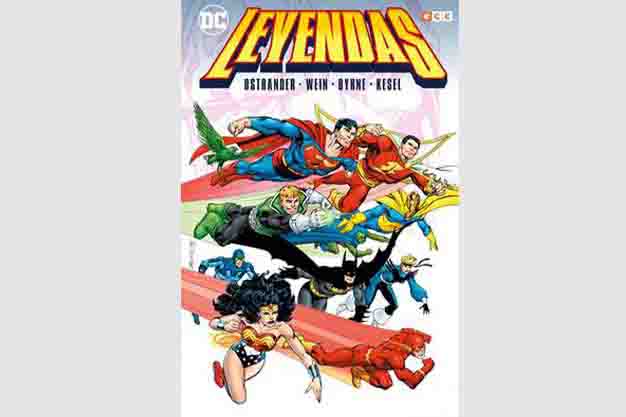 DC
LEYENDAS
ecc
OSTRANDER · WEIN · BYRNE · KESEL